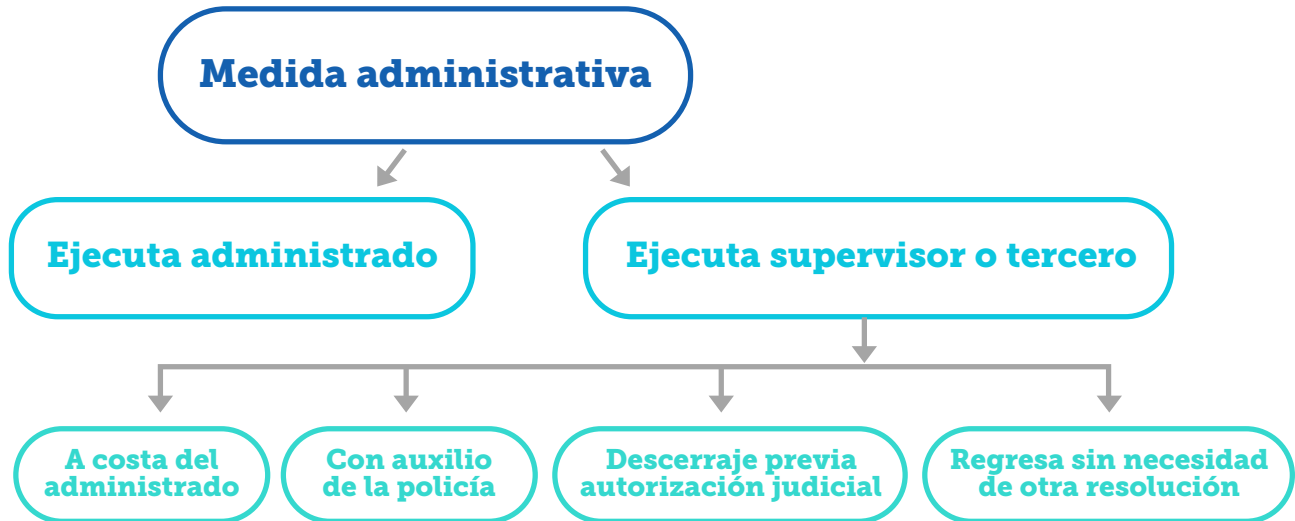 Medida administrativa
Ejecuta administrado
Ejecuta supervisor o tercero
A costa del
administrado
Con auxilio
de la policía
Descerraje previa
autorización judicial
Regresa sin necesidad
de otra resolución